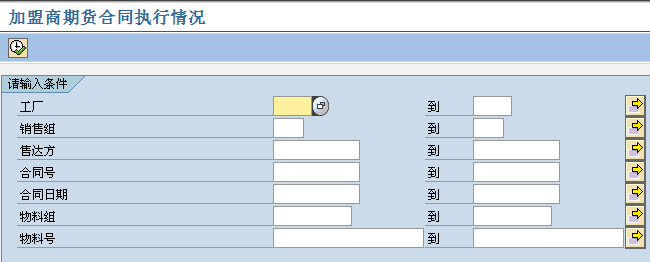 加盟商期货合同执行情况
请输入条件
工厂 到
销售组 到
售达方 到
合同号 到
合同日期 到
物料组 到
物料号 到